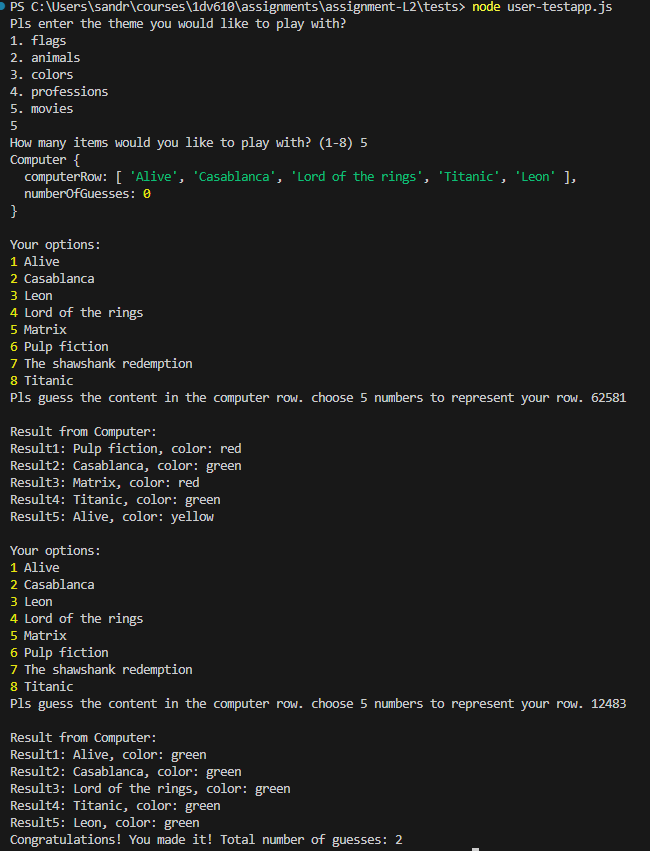 PS C:\Users\sandr\courses\1dv610\assignments\assignment-L2\tests> node user-testapp.js
Pls enter the theme you would like to play with?
1. flags
2. animals
3. colors
4. professions
5. movies
5
How many items would you like to play with? (1-8) 5
Computer {
  computerRow: [ 'Alive', 'Casablanca', 'Lord of the rings', 'Titanic', 'Leon' ],
  numberOfGuesses: 0
}

Your options:
1 Alive
2 Casablanca
3 Leon
4 Lord of the rings
5 Matrix
6 Pulp fiction
7 The shawshank redemption
8 Titanic
Pls guess the content in the computer row. choose 5 numbers to represent your row. 62581

Result from Computer:
Result1: Pulp fiction, color: red
Result2: Casablanca, color: green
Result3: Matrix, color: red
Result4: Titanic, color: green
Result5: Alive, color: yellow

Your options:
1 Alive
2 Casablanca
3 Leon
4 Lord of the rings
5 Matrix
6 Pulp fiction
7 The shawshank redemption
8 Titanic
Pls guess the content in the computer row. choose 5 numbers to represent your row. 12483

Result from Computer:
Result1: Alive, color: green
Result2: Casablanca, color: green
Result3: Lord of the rings, color: green
Result4: Titanic, color: green
Result5: Leon, color: green
Congratulations! You made it! Total number of guesses: 2